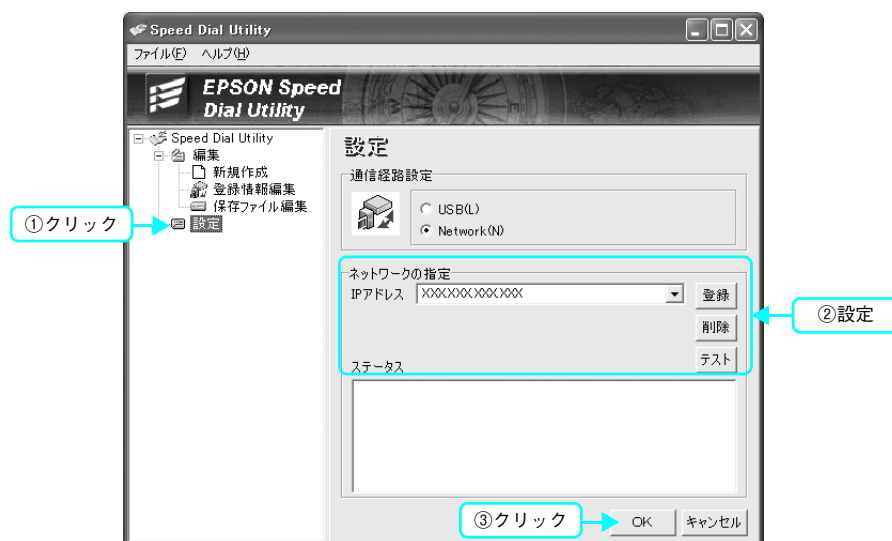 Speed Dial Utility
ファイル(F) ヘルプ(H)
EPSON Speed
Dial Utility
Speed Dial Utility
編集
新規作成
登録情報編集
保存ファイル編集
設定
①クリック
設定
通信経路設定
USB(L)
Network(N)
ネットワークの指定
IPアドレス XXX.XXX.XXX.XXX 登録
削除
テスト
②設定
ステータス
③クリック
OK キャンセル